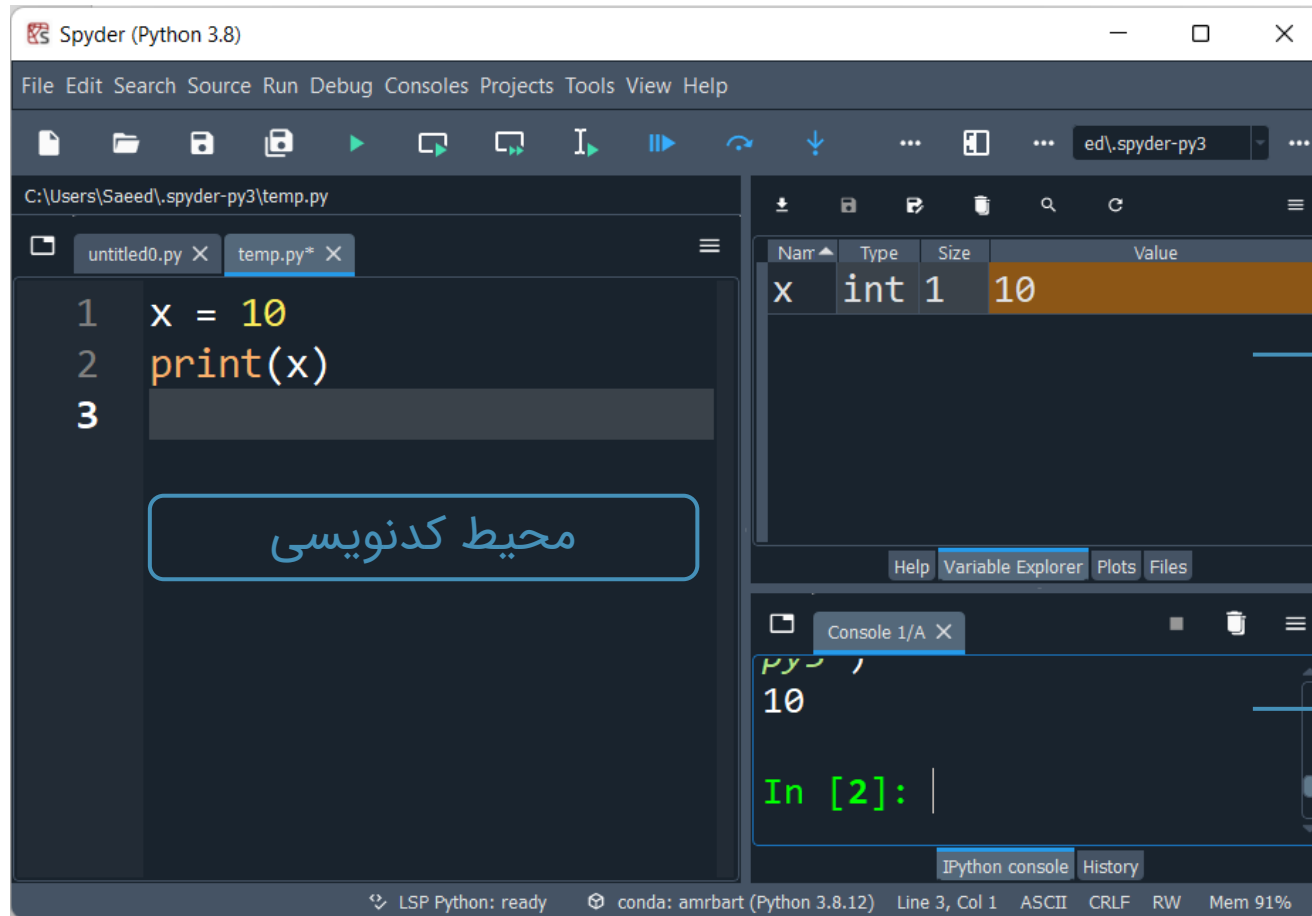 Spyder (Python 3.8)
File Edit Search Source Run Debug Consoles Projects Tools View Help
ed\.spyder-py3
C:\Users\Saeed\.spyder-py3\temp.py
untitled0.py
temp.py*
1 x = 10
2 print(x)
3
محیط کدنویسی
Nam Type Size Value
x int 1 10
Help Variable Explorer Plots Files
Console 1/A
py3')
10
In [2]:
IPython console History
LSP Python: ready conda: amrbart (Python 3.8.12) Line 3, Col 1 ASCII CRLF RW Mem 91%